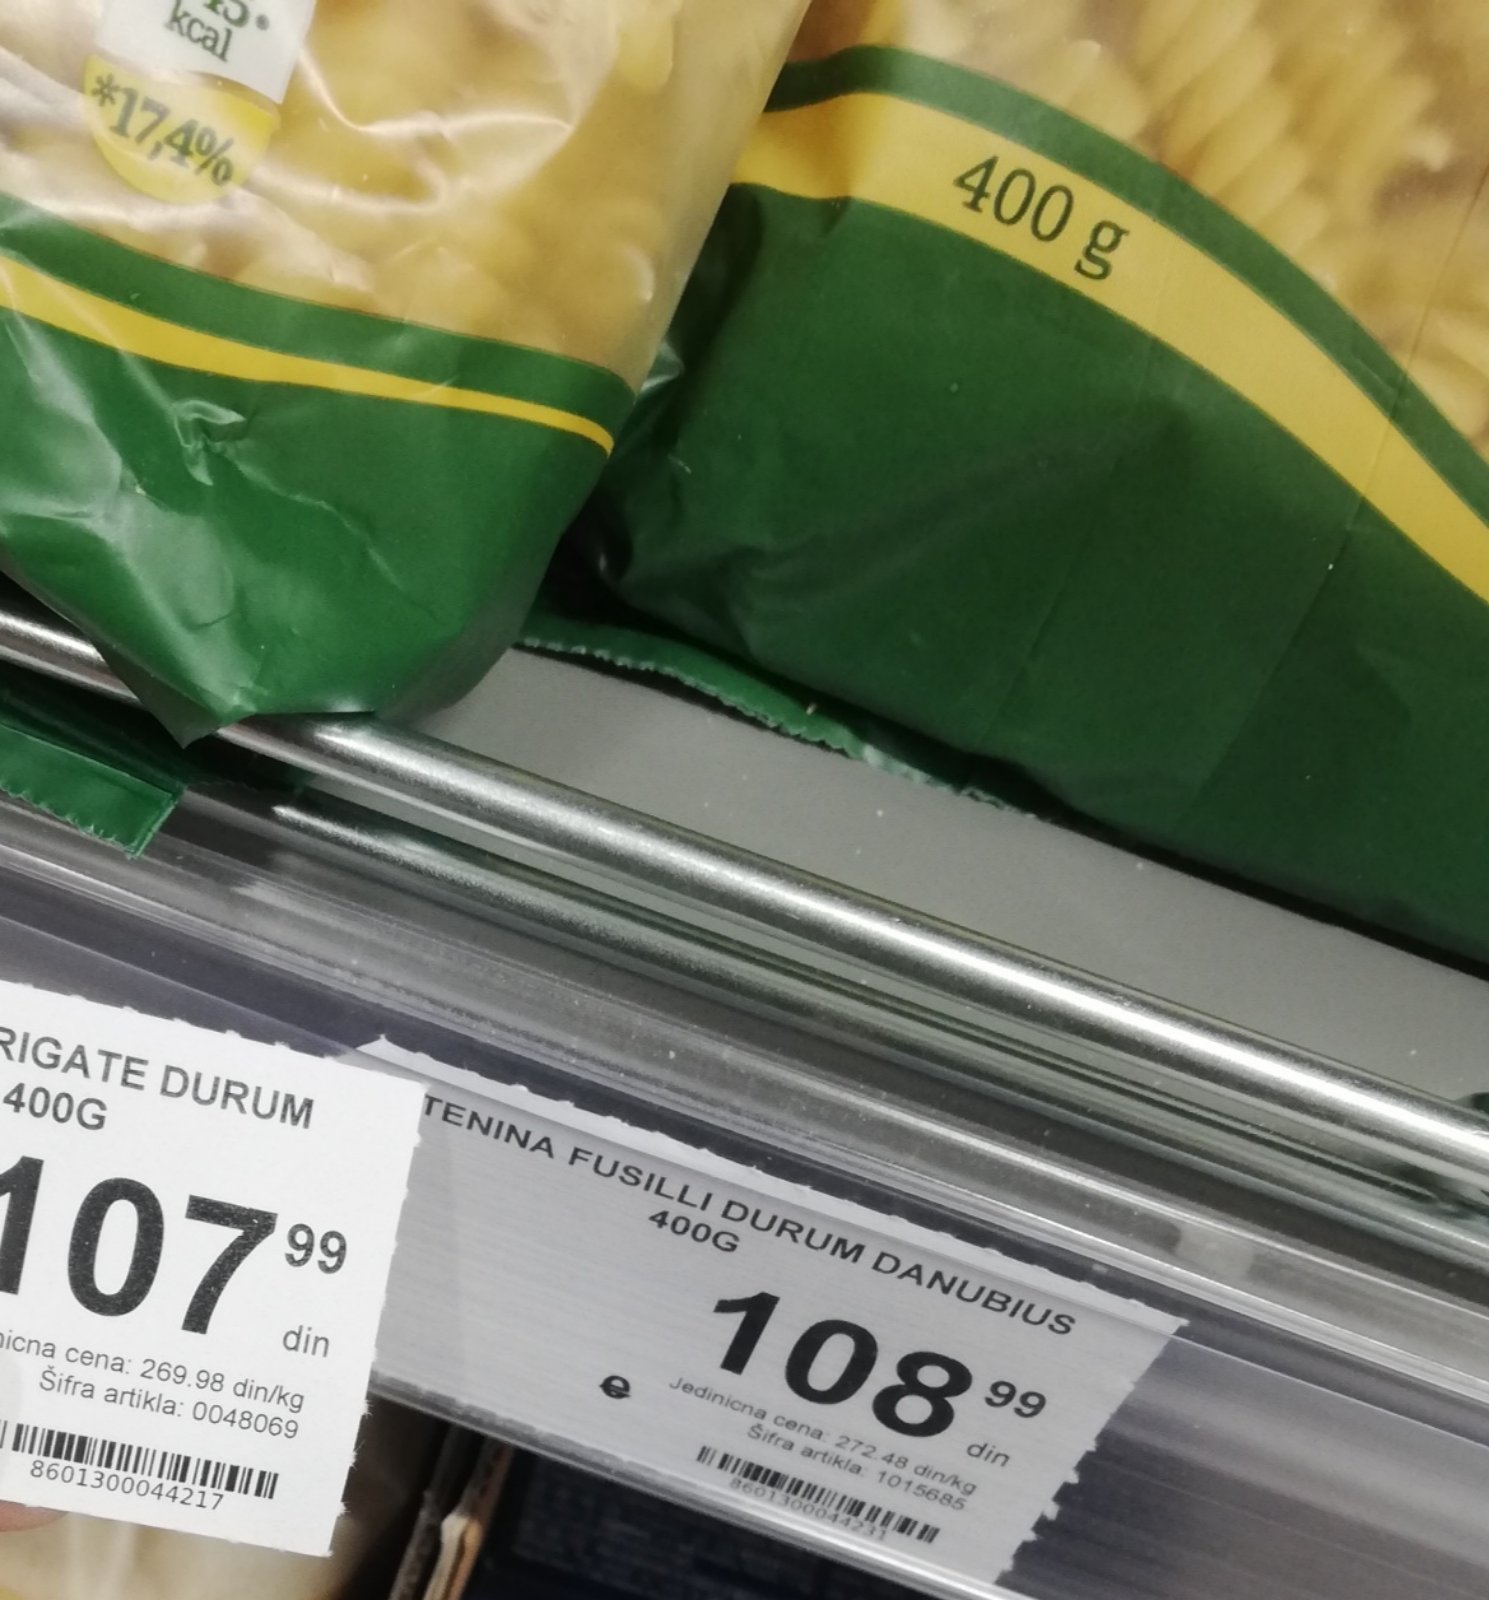 kcal
*17,4%
400 g
RIGATE DURUM
400G
107 99
din
nicna cena: 269.98 din/kg
Šifra artikla: 0048069
8601300044217
TENINA FUSILLI DURUM DANUBIUS
400G
108 99
din
e
Jedinicna cena: 272.48 din/kg
Šifra artikla: 1015685
8601300044231